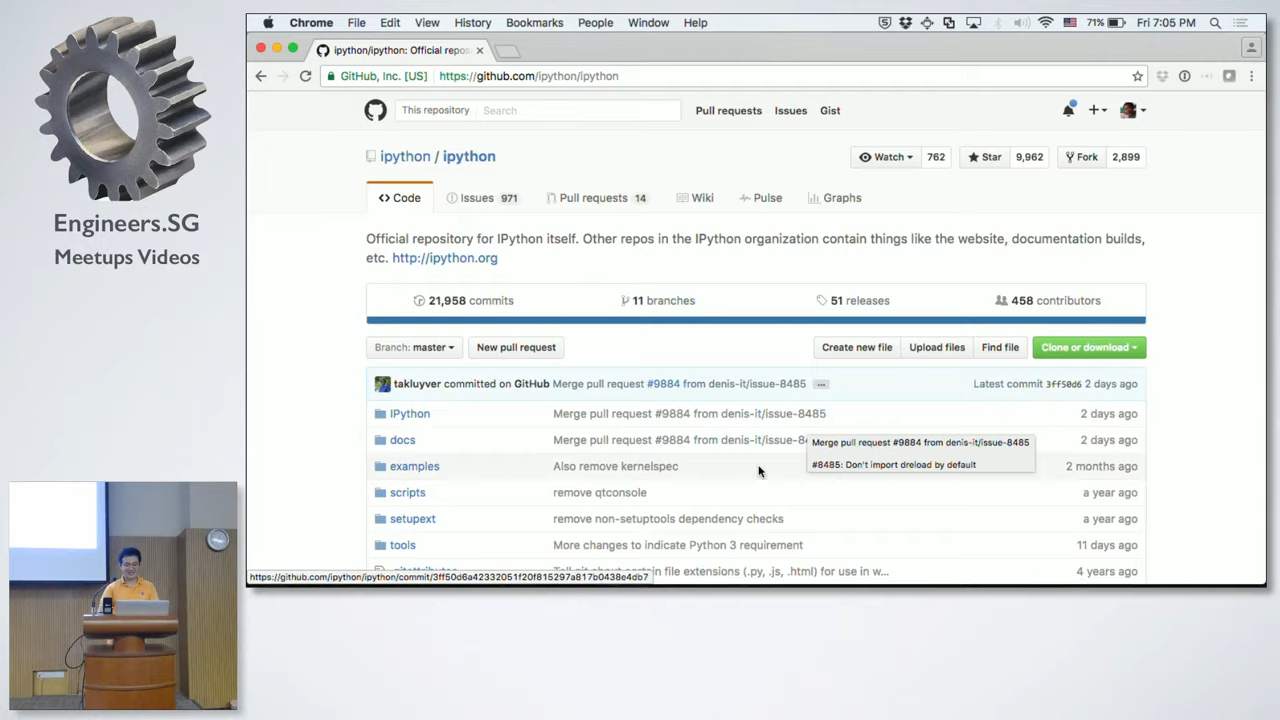 Engineers.SG
Meetups Videos
Chrome File Edit View History Bookmarks People Window Help
71% Fri 7:05 PM
ipython/ipython: Official repos
GitHub, Inc. [US] https://github.com/ipython/ipython
This repository Search Pull requests Issues Gist
ipython / ipython
Watch 762 Star 9,962 Fork 2,899
Code Issues 971 Pull requests 14 Wiki Pulse Graphs
Official repository for IPython itself. Other repos in the IPython organization contain things like the website, documentation builds,
etc. http://ipython.org
21,958 commits 11 branches 51 releases 458 contributors
Branch: master New pull request Create new file Upload files Find file Clone or download
takluyver committed on GitHub Merge pull request #9884 from denis-it/issue-8485 ... Latest commit 3ff50d6 2 days ago
IPython Merge pull request #9884 from denis-it/issue-8485 2 days ago
docs Merge pull request #9884 from denis-it/issue-84 2 days ago
Merge pull request #9884 from denis-it/issue-8485
#8485: Don't import dreload by default
examples Also remove kernelspec 2 months ago
scripts remove qtconsole a year ago
setupext remove non-setuptools dependency checks a year ago
tools More changes to indicate Python 3 requirement 11 days ago
.gitattributes Tell git about certain file extensions (.py, .js, .html) for use in w... 4 years ago
https://github.com/ipython/ipython/commit/3ff50d6a42332051f20f815297a817b0438e4db7